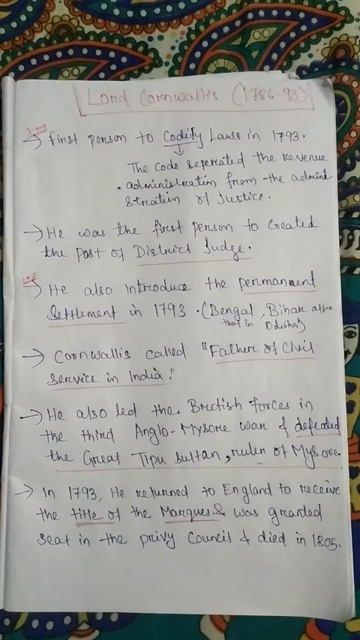 Lord Cornwallis (1786-93)
→ first person to Codify Laws in 1793.
↓
The Code seperated the revenue
administration from the admini
stration of justice.
→ He was the first person to created
the post of District Judge.
→ He also Introduce the permanent
Settlement in 1793. (Bengal, Bihar after
that in Odisha)
→ Cornwallis called "Father of Civil
Service in India."
→ He also led the British forces in
the third Anglo-Mysore war & defeated
the Great Tipu Sultan, ruler of Mysore.
→ In 1793, He returned to England to receive
the title of the Marques & was granded
seat in the privy Council & died in 1805.